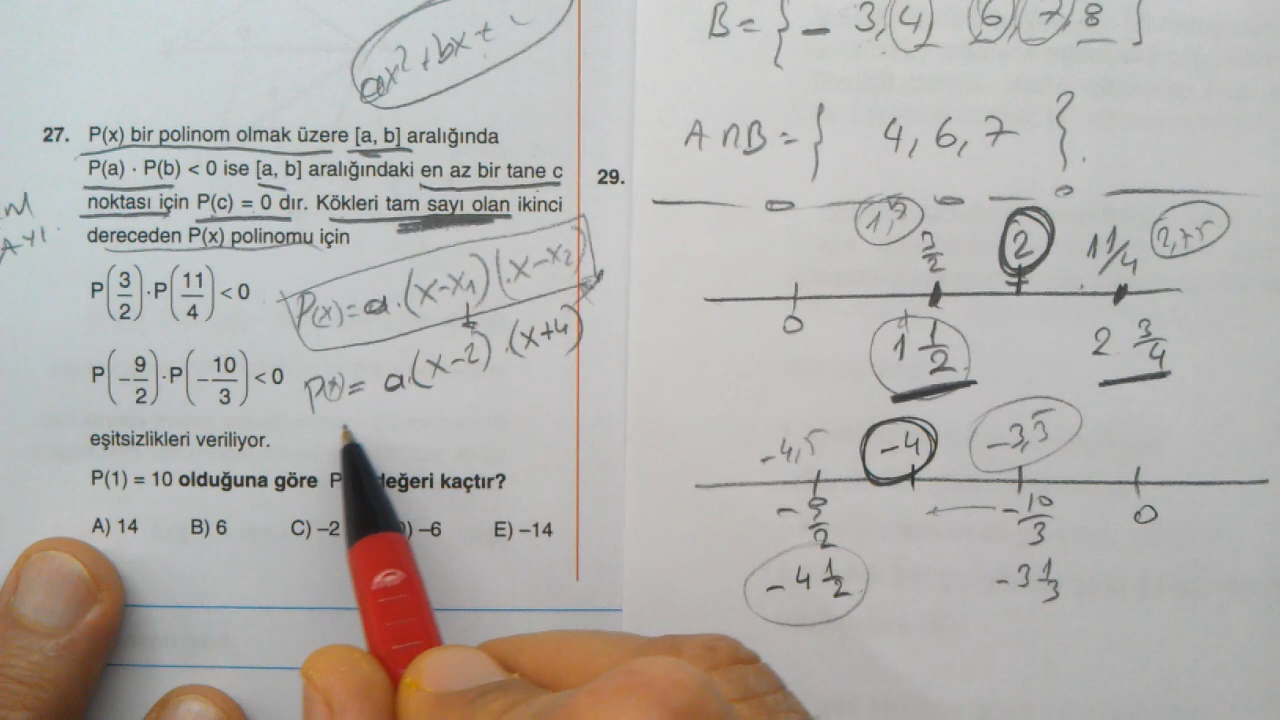 ax² + bx +
27. P(x) bir polinom olmak üzere [a, b] aralığında
P(a) · P(b) < 0 ise [a, b] aralığındaki en az bir tane c
noktası için P(c) = 0 dır. Kökleri tam sayı olan ikinci
dereceden P(x) polinomu için
P(3/2) · P(11/4) < 0
P(x) = a · (x - x₁) (x - x₂)
P(-9/2) · P(-10/3) < 0
P(x) = a · (x - 2) · (x + 4)
eşitsizlikleri veriliyor.
P(1) = 10 olduğuna göre P değeri kaçtır?
A) 14 B) 6 C) –2 ) –6 E) –14
B = { - 3, 4 6, 7, 8 }
A ∩ B = { 4, 6, 7 }
29.
2 11/4 2,75
0
1 1/2 2 3/4
-4,5 -4 -3,5
-9/2 -10/3 0
-4 1/2 -3 1/3